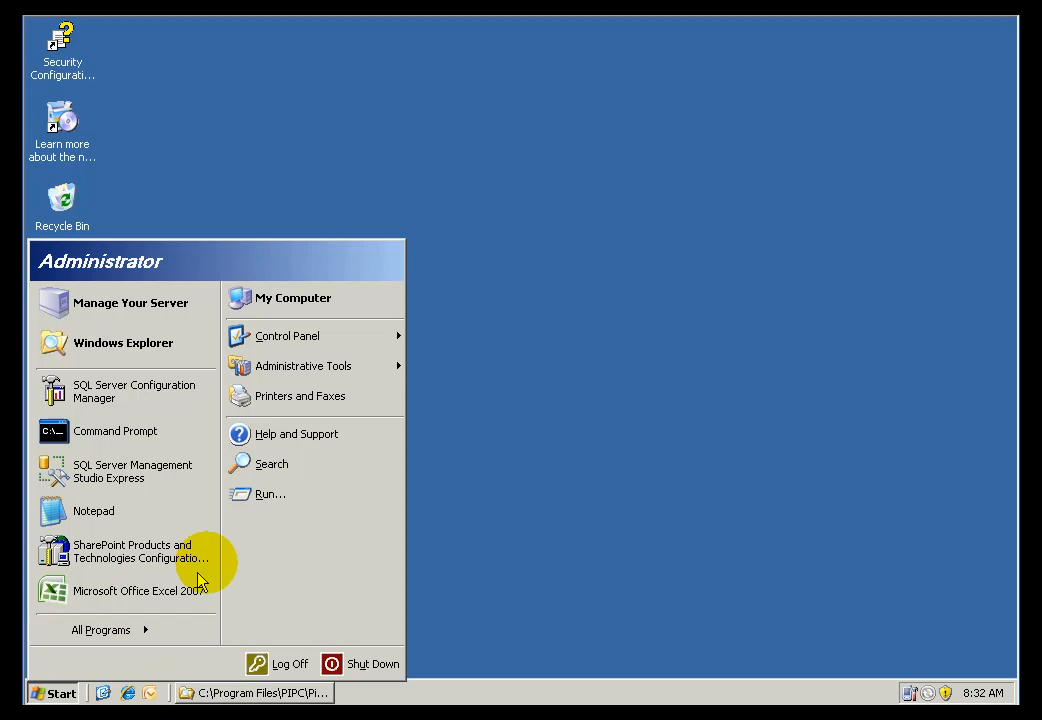 Security
Configurati...
Learn more
about the n...
Recycle Bin
Administrator
Manage Your Server
Windows Explorer
SQL Server Configuration
Manager
Command Prompt
SQL Server Management
Studio Express
Notepad
SharePoint Products and
Technologies Configuratio...
Microsoft Office Excel 2007
All Programs
My Computer
Control Panel
Administrative Tools
Printers and Faxes
Help and Support
Search
Run...
Log Off
Shut Down
Start
C:\Program Files\PIPC\Pi...
8:32 AM